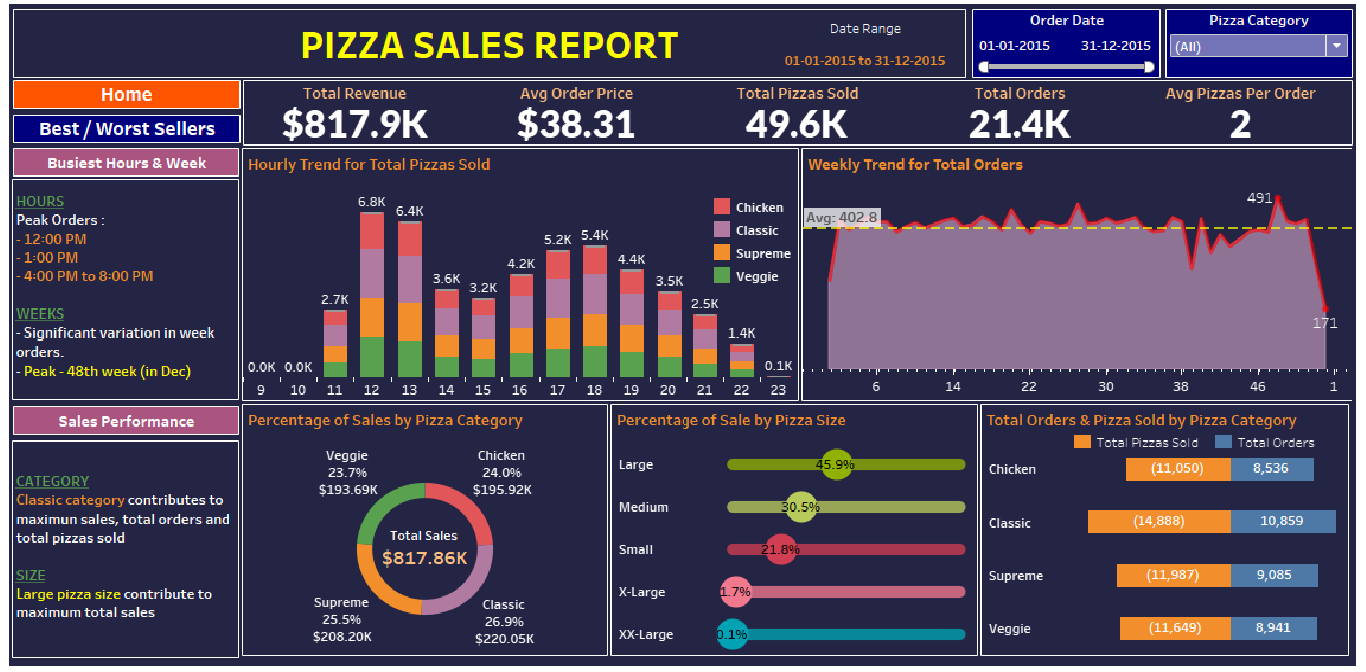 PIZZA SALES REPORT
Date Range
01-01-2015 to 31-12-2015
Order Date
01-01-2015 31-12-2015
Pizza Category
(All)
Home
Best / Worst Sellers
Total Revenue
$817.9K
Avg Order Price
$38.31
Total Pizzas Sold
49.6K
Total Orders
21.4K
Avg Pizzas Per Order
2
Busiest Hours & Week
HOURS
Peak Orders :
- 12:00 PM
- 1:00 PM
- 4:00 PM to 8:00 PM
WEEKS
- Significant variation in week
orders.
- Peak - 48th week (in Dec)
Hourly Trend for Total Pizzas Sold
Chicken
Classic
Supreme
Veggie
0.0K 0.0K 2.7K 6.8K 6.4K 3.6K 3.2K 4.2K 5.2K 5.4K 4.4K 3.5K 2.5K 1.4K 0.1K
9 10 11 12 13 14 15 16 17 18 19 20 21 22 23
Weekly Trend for Total Orders
491
Avg: 402.8
171
6 14 22 30 38 46 1
Sales Performance
CATEGORY
Classic category contributes to
maximun sales, total orders and
total pizzas sold
SIZE
Large pizza size contribute to
maximum total sales
Percentage of Sales by Pizza Category
Veggie
23.7%
$193.69K
Chicken
24.0%
$195.92K
Total Sales
$817.86K
Supreme
25.5%
$208.20K
Classic
26.9%
$220.05K
Percentage of Sale by Pizza Size
Large 45.9%
Medium 30.5%
Small 21.8%
X-Large 1.7%
XX-Large 0.1%
Total Orders & Pizza Sold by Pizza Category
Total Pizzas Sold Total Orders
Chicken (11,050) 8,536
Classic (14,888) 10,859
Supreme (11,987) 9,085
Veggie (11,649) 8,941